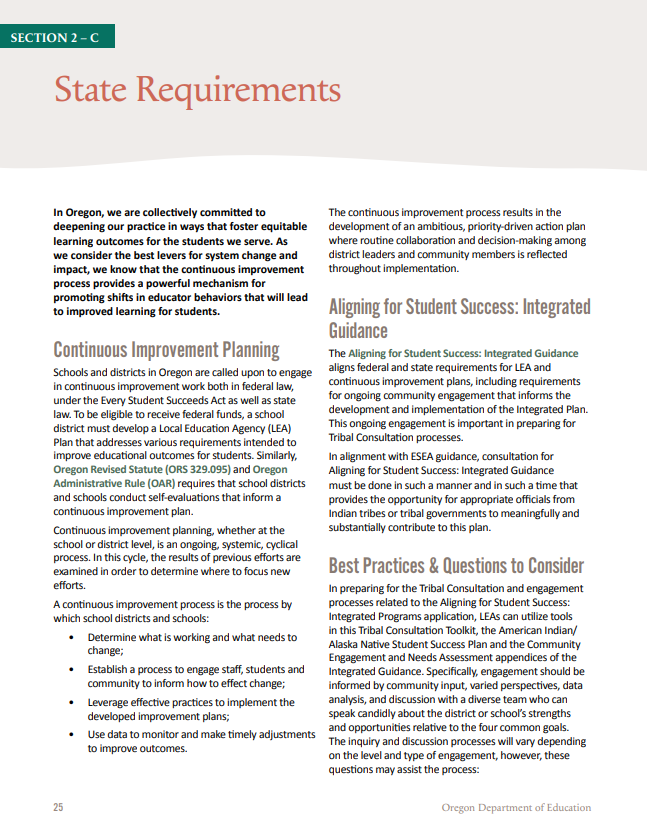 SECTION 2 – C
State Requirements
In Oregon, we are collectively committed to
deepening our practice in ways that foster equitable
learning outcomes for the students we serve. As
we consider the best levers for system change and
impact, we know that the continuous improvement
process provides a powerful mechanism for
promoting shifts in educator behaviors that will lead
to improved learning for students.
Continuous Improvement Planning
Schools and districts in Oregon are called upon to engage
in continuous improvement work both in federal law,
under the Every Student Succeeds Act as well as state
law. To be eligible to receive federal funds, a school
district must develop a Local Education Agency (LEA)
Plan that addresses various requirements intended to
improve educational outcomes for students. Similarly,
Oregon Revised Statute (ORS 329.095) and Oregon
Administrative Rule (OAR) requires that school districts
and schools conduct self-evaluations that inform a
continuous improvement plan.
Continuous improvement planning, whether at the
school or district level, is an ongoing, systemic, cyclical
process. In this cycle, the results of previous efforts are
examined in order to determine where to focus new
efforts.
A continuous improvement process is the process by
which school districts and schools:
• Determine what is working and what needs to
change;
• Establish a process to engage staff, students and
community to inform how to effect change;
• Leverage effective practices to implement the
developed improvement plans;
• Use data to monitor and make timely adjustments
to improve outcomes.
The continuous improvement process results in the
development of an ambitious, priority-driven action plan
where routine collaboration and decision-making among
district leaders and community members is reflected
throughout implementation.
Aligning for Student Success: Integrated
Guidance
The Aligning for Student Success: Integrated Guidance
aligns federal and state requirements for LEA and
continuous improvement plans, including requirements
for ongoing community engagement that informs the
development and implementation of the Integrated Plan.
This ongoing engagement is important in preparing for
Tribal Consultation processes.
In alignment with ESEA guidance, consultation for
Aligning for Student Success: Integrated Guidance
must be done in such a manner and in such a time that
provides the opportunity for appropriate officials from
Indian tribes or tribal governments to meaningfully and
substantially contribute to this plan.
Best Practices & Questions to Consider
In preparing for the Tribal Consultation and engagement
processes related to the Aligning for Student Success:
Integrated Programs application, LEAs can utilize tools
in this Tribal Consultation Toolkit, the American Indian/
Alaska Native Student Success Plan and the Community
Engagement and Needs Assessment appendices of the
Integrated Guidance. Specifically, engagement should be
informed by community input, varied perspectives, data
analysis, and discussion with a diverse team who can
speak candidly about the district or school’s strengths
and opportunities relative to the four common goals.
The inquiry and discussion processes will vary depending
on the level and type of engagement, however, these
questions may assist the process:
25
Oregon Department of Education